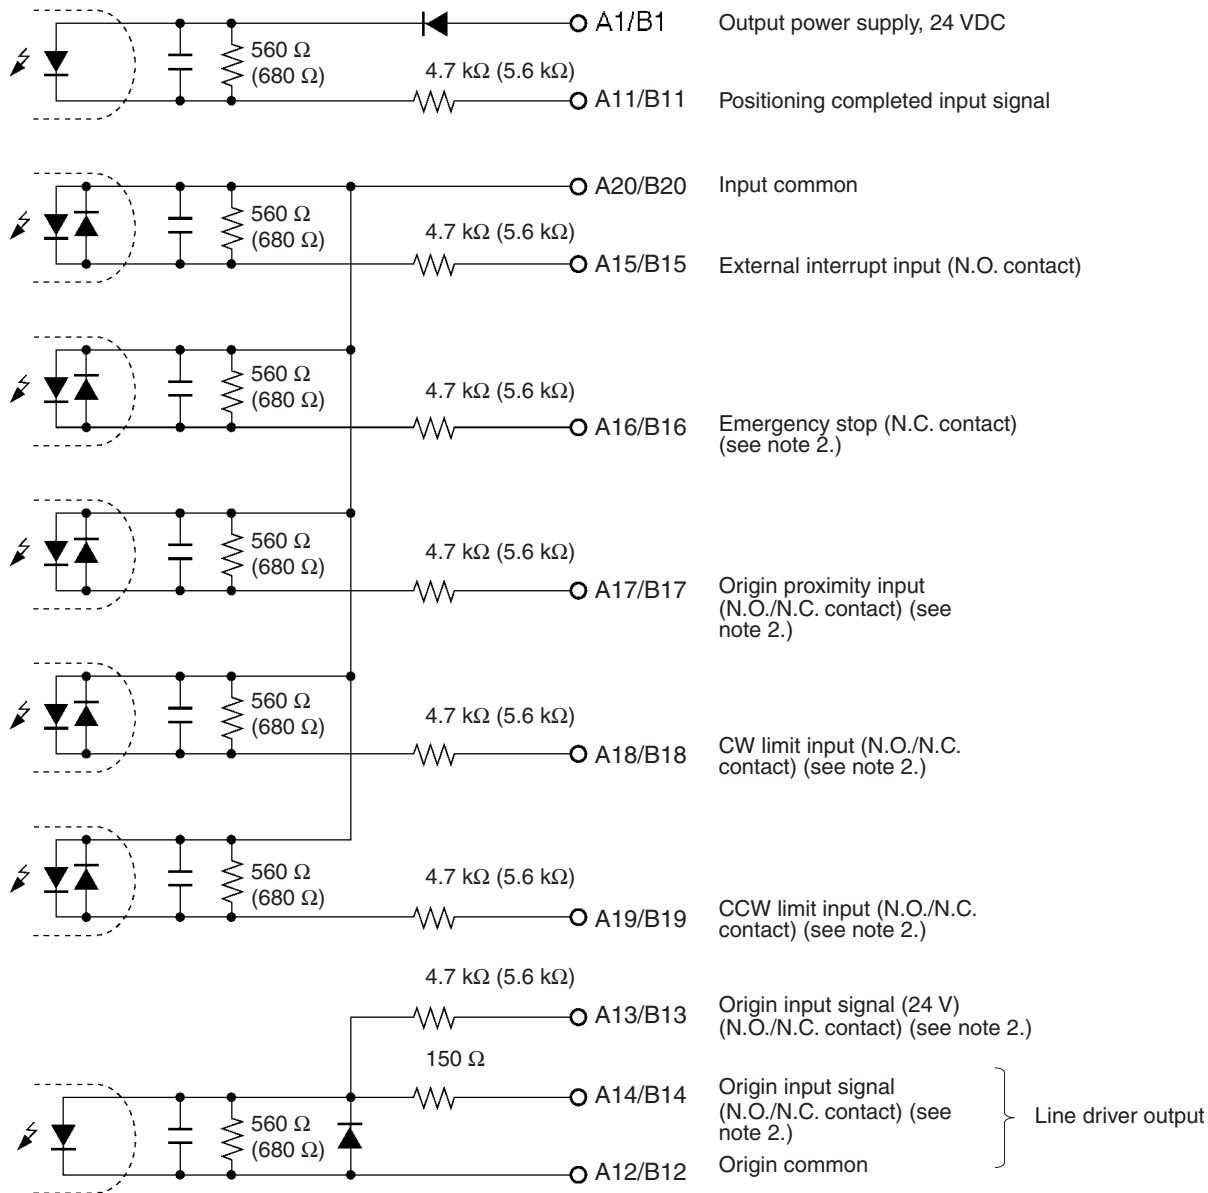 A1/B1 Output power supply, 24 VDC
560 Ω
(680 Ω)
4.7 kΩ (5.6 kΩ)
A11/B11 Positioning completed input signal
A20/B20 Input common
560 Ω
(680 Ω)
4.7 kΩ (5.6 kΩ)
A15/B15 External interrupt input (N.O. contact)
560 Ω
(680 Ω)
4.7 kΩ (5.6 kΩ)
A16/B16 Emergency stop (N.C. contact)
(see note 2.)
560 Ω
(680 Ω)
4.7 kΩ (5.6 kΩ)
A17/B17 Origin proximity input
(N.O./N.C. contact) (see
note 2.)
560 Ω
(680 Ω)
4.7 kΩ (5.6 kΩ)
A18/B18 CW limit input (N.O./N.C.
contact) (see note 2.)
560 Ω
(680 Ω)
4.7 kΩ (5.6 kΩ)
A19/B19 CCW limit input (N.O./N.C.
contact) (see note 2.)
4.7 kΩ (5.6 kΩ)
A13/B13 Origin input signal (24 V)
(N.O./N.C. contact) (see note 2.)
150 Ω
A14/B14 Origin input signal
(N.O./N.C. contact) (see
note 2.)
Line driver output
560 Ω
(680 Ω)
A12/B12 Origin common